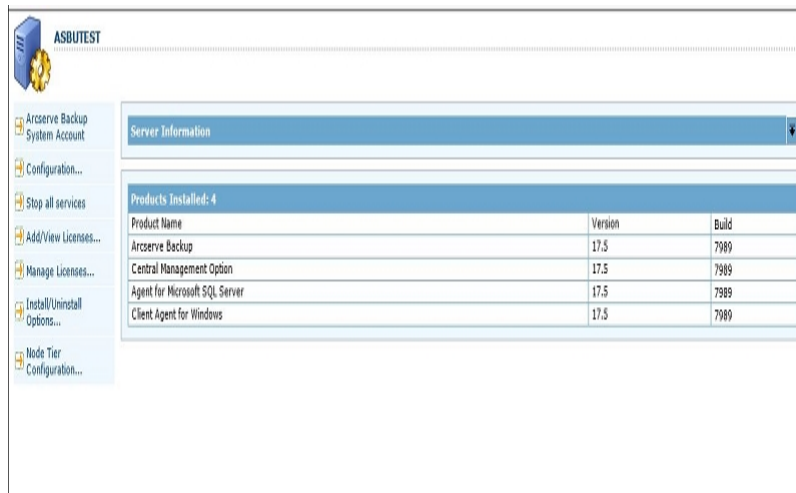 ASBUTEST
Arcserve Backup
System Account
Configuration...
Stop all services
Add/View Licenses...
Manage Licenses...
Install/Uninstall
Options...
Node Tier
Configuration...
Server Information
Products Installed: 4
Product Name Version Build
Arcserve Backup 17.5 7989
Central Management Option 17.5 7989
Agent for Microsoft SQL Server 17.5 7989
Client Agent for Windows 17.5 7989